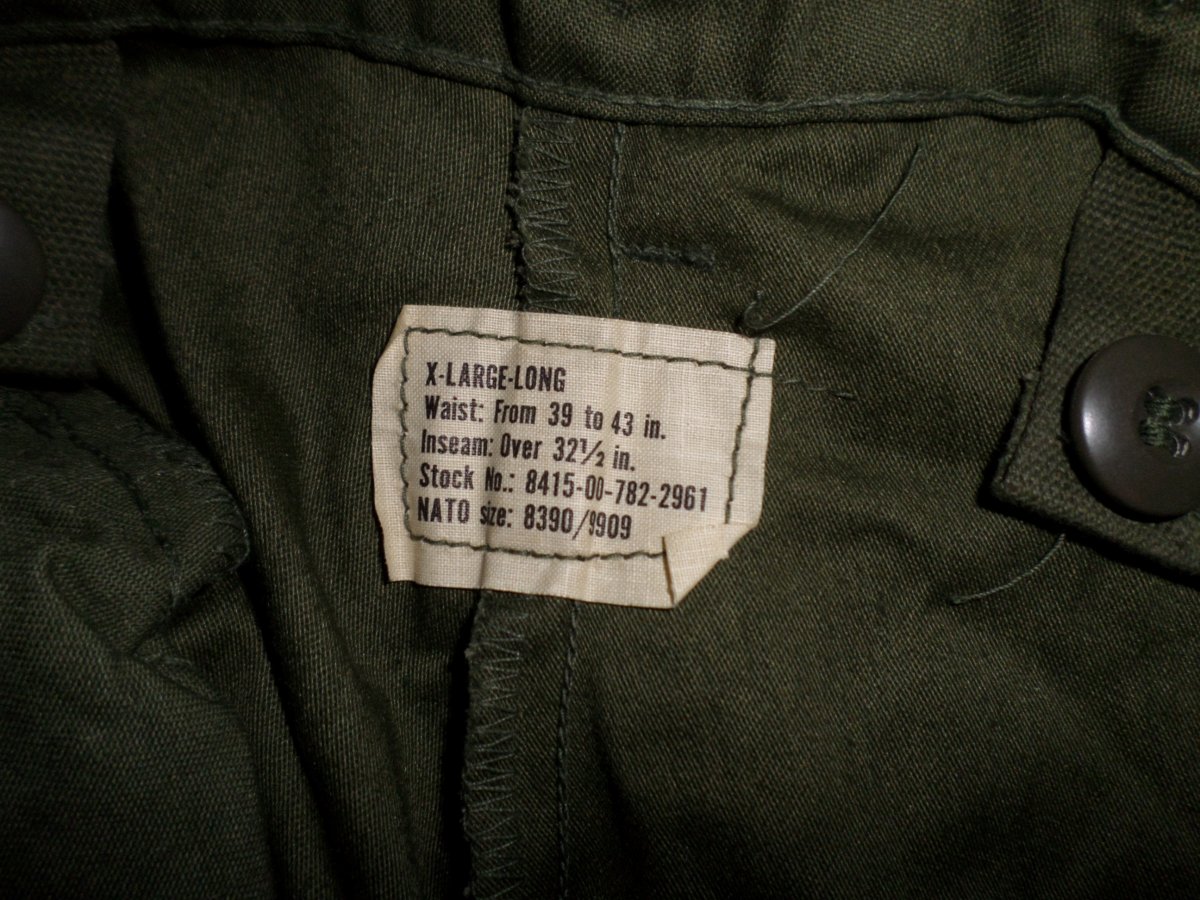 X-LARGE-LONG
Waist: From 39 to 43 in.
Inseam: Over 32½ in.
Stock No.: 8415-00-782-2961
NATO size: 8390/9909